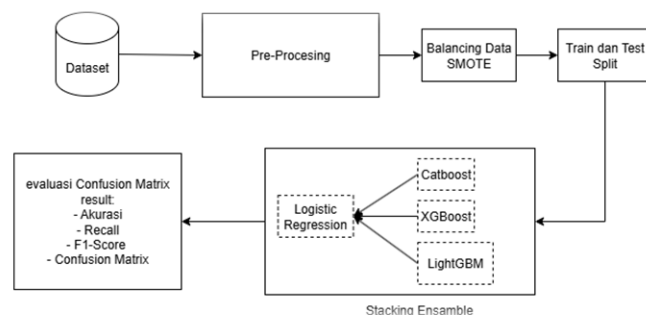 Dataset
Pre-Procesing
Balancing Data
SMOTE
Train dan Test
Split
evaluasi Confusion Matrix
result:
- Akurasi
- Recall
- F1-Score
- Confusion Matrix
Logistic
Regression
Catboost
XGBoost
LightGBM
Stacking Ensamble